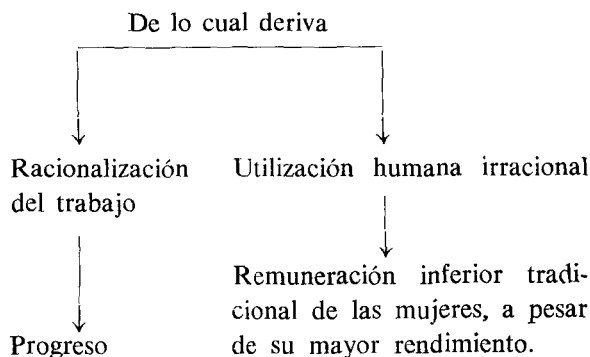 De lo cual deriva
Racionalización
del trabajo
Utilización humana irracional
Progreso
Remuneración inferior tradi-
cional de las mujeres, a pesar
de su mayor rendimiento.